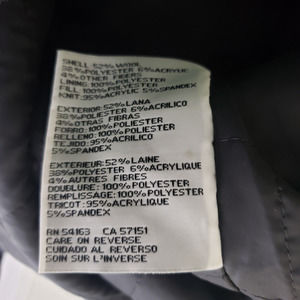 SHELL 52% WOOL
38%POLYESTER 6%ACRYLIC
4%OTHER FIBERS
LINING:100%POLYESTER
FILL:100%POLYESTER
KNIT:95%ACRYLIC 5%SPANDEX
EXTERIOR:52%LANA
38%POLIESTER 6%ACRILICO
4%OTRAS FIBRAS
FORRO:100%POLIESTER
RELLENO:100%POLIESTER
TEJIDO:95%ACRILICO
5%SPANDEX
EXTERIEUR:52%LAINE
38%POLYESTER 6%ACRYLIQUE
4%AUTRES FIBRES
DOUBLURE:100%POLYESTER
REMPLISSAGE:100%POLYESTER
TRICOT:95%ACRYLIQUE
5%SPANDEX
RN 54163 CA 57151
CARE ON REVERSE
CUIDADO AL REVERSO
SOIN SUR L'INVERSE